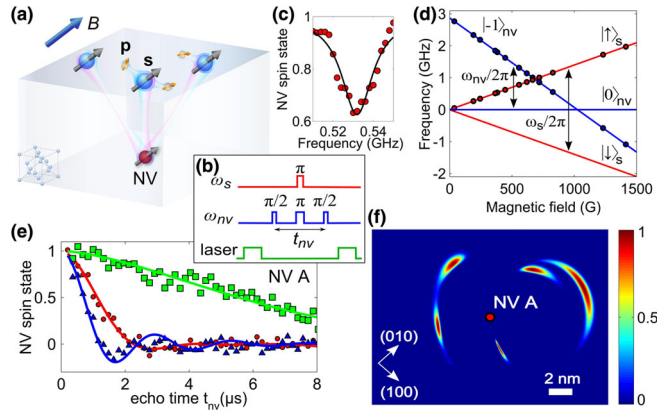 (a)
B
p
s
NV
(b)
π
ωs
π/2 π π/2
ωnv
tnv
laser
(c)
NV spin state
1
0.8
0.6
0.52 0.54
Frequency (GHz)
(d)
Frequency (GHz)
3
2
1
0
-1
-2
|-1⟩nv
|↑⟩s
ωnv/2π
|0⟩nv
ωs/2π
|↓⟩s
0 500 1000 1500
Magnetic field (G)
(e)
NV A
NV spin state
1
0.5
0
0 2 4 6 8
echo time tnv(μs)
(f)
NV A
(010)
(100)
2 nm
1
0.5
0